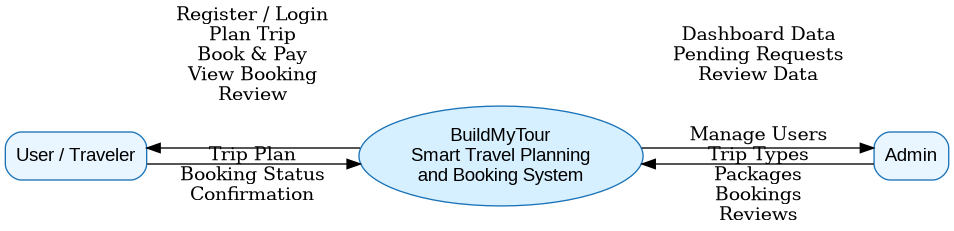 Register / Login
Plan Trip
Book & Pay
View Booking
Review
Dashboard Data
Pending Requests
Review Data
User / Traveler
Trip Plan
Booking Status
Confirmation
BuildMyTour
Smart Travel Planning
and Booking System
Manage Users
Trip Types
Packages
Bookings
Reviews
Admin